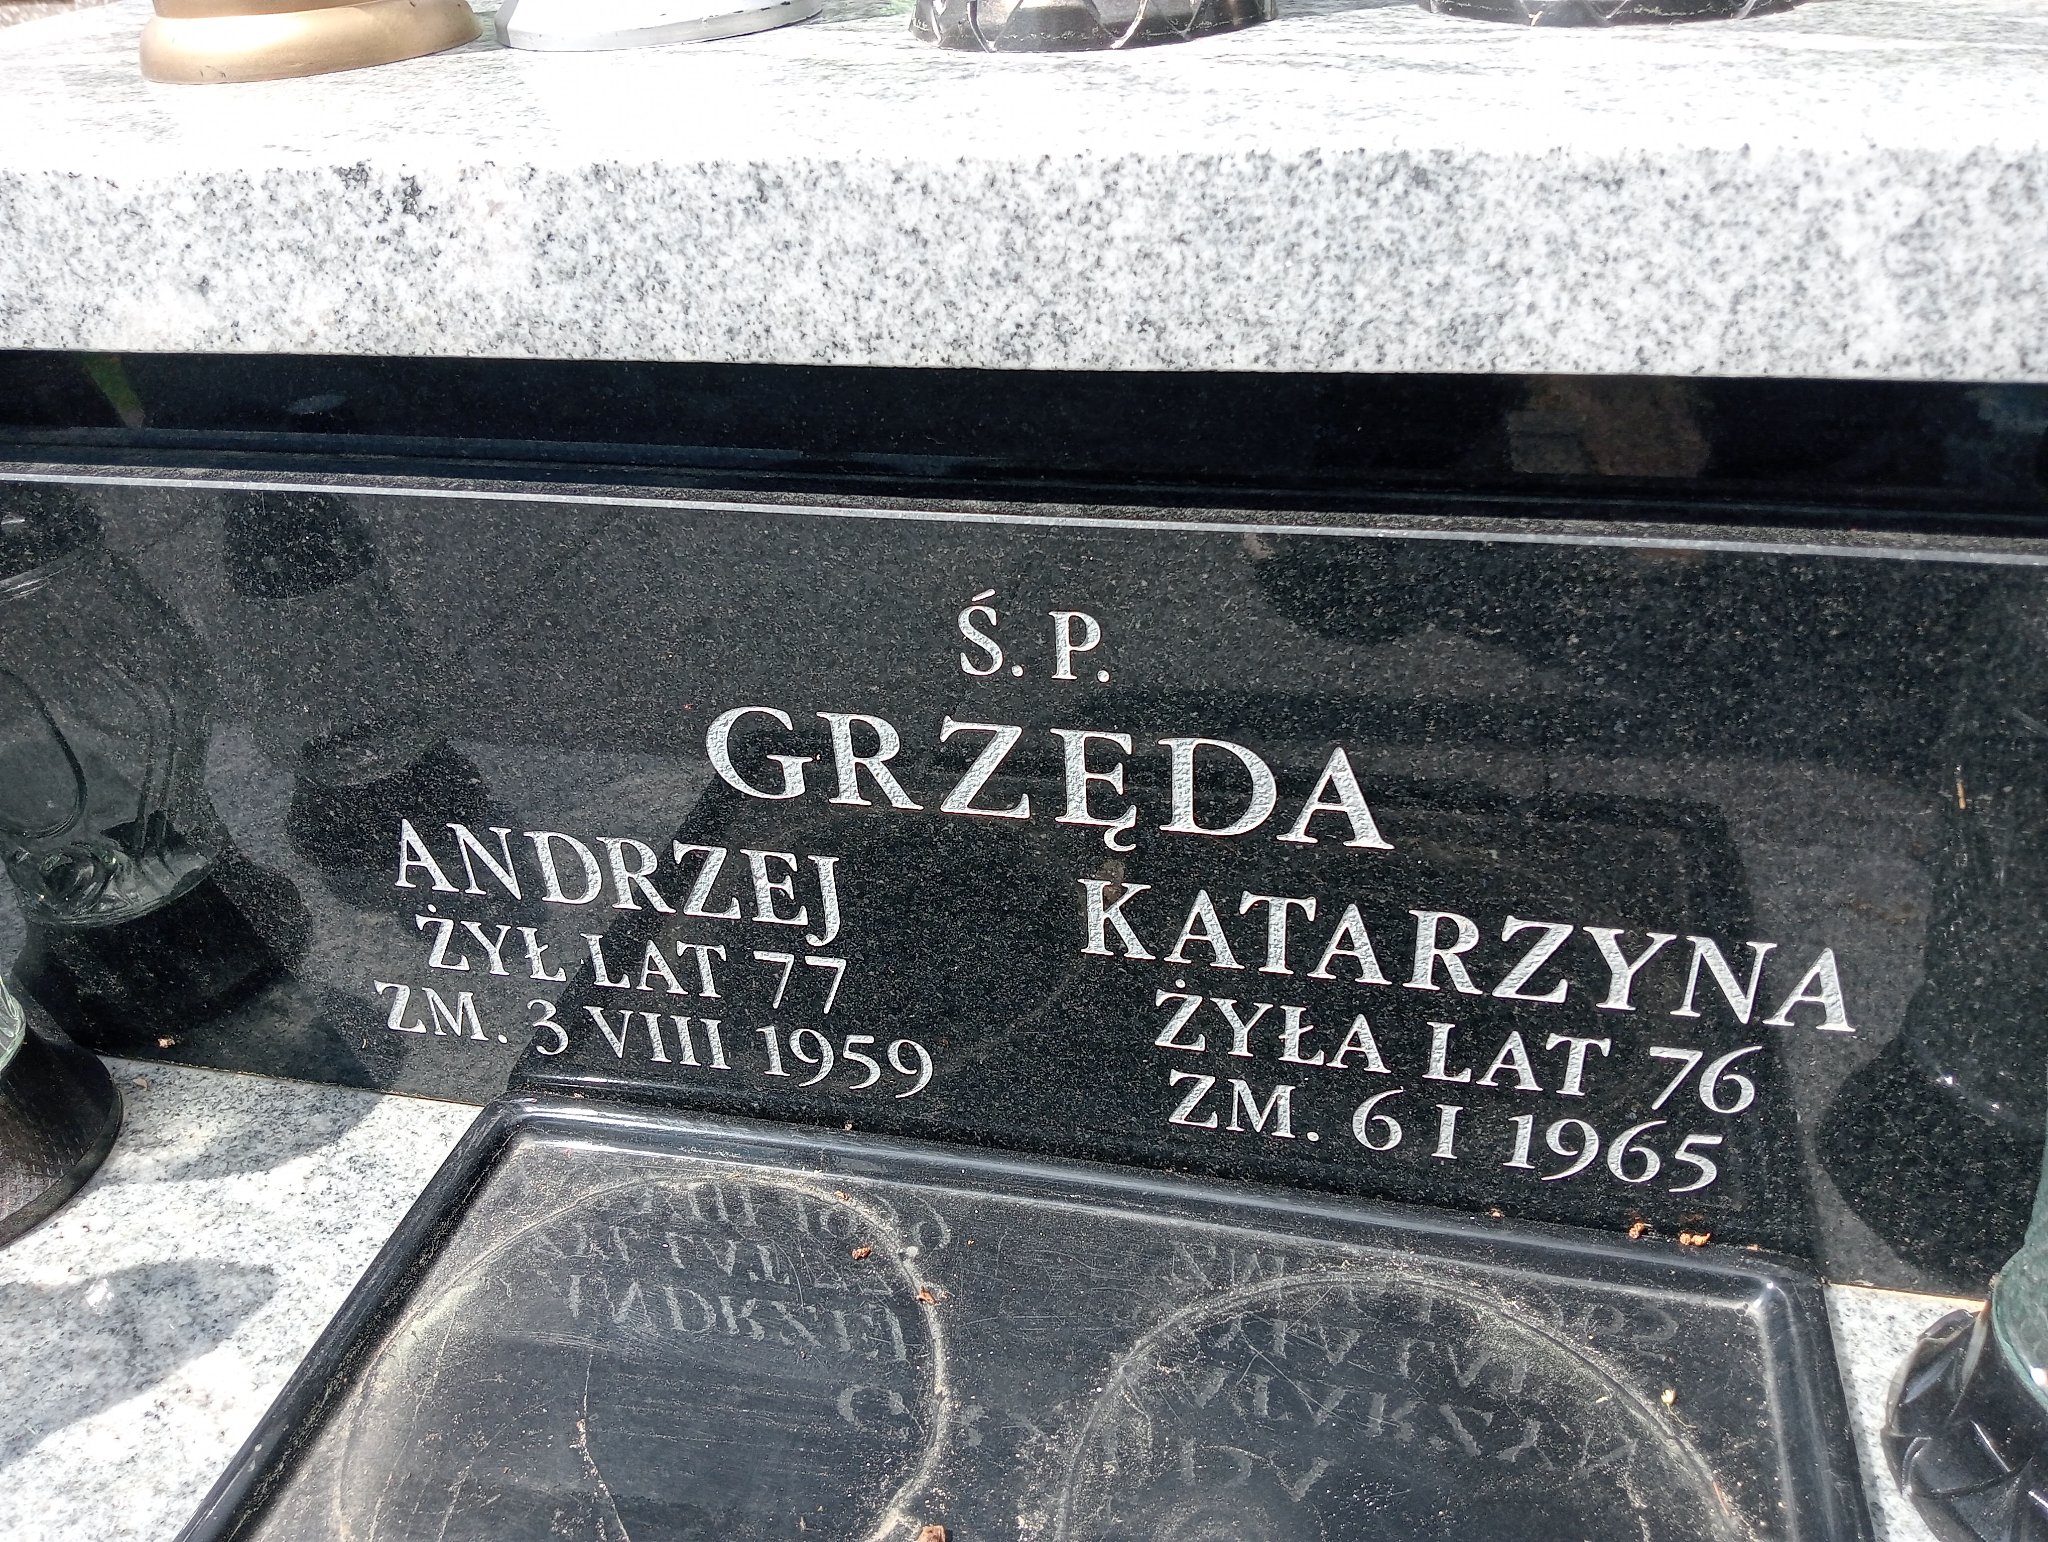 Ś. P.
GRZĘDA
ANDRZEJ
ŻYŁ LAT 77
ZM. 3 VIII 1959
KATARZYNA
ŻYŁA LAT 76
ZM. 6 I 1965